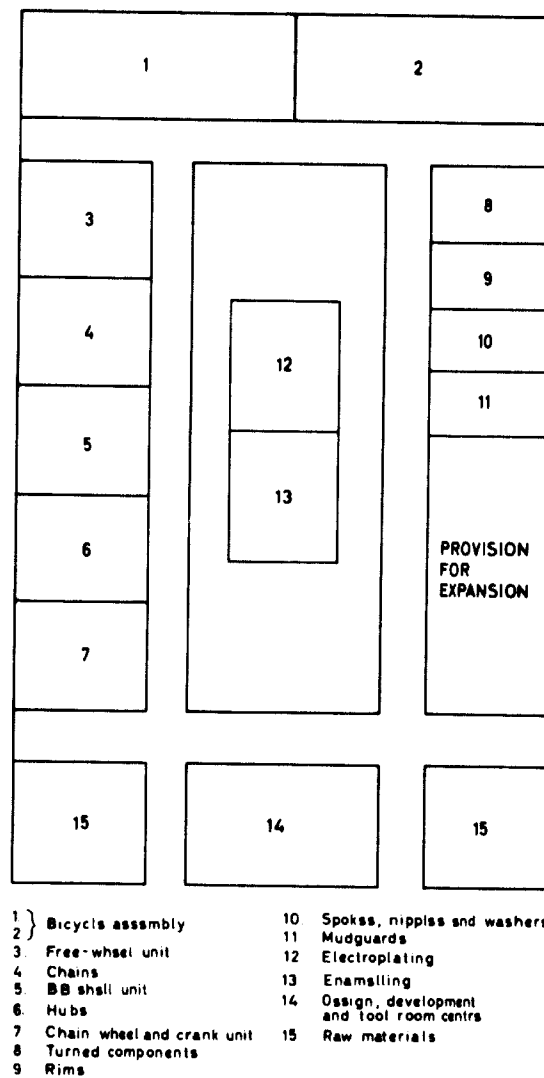 1
2
3
8
4
9
10
12
11
5
13
6
PROVISION
FOR
EXPANSION
7
15
14
15
1 } Bicycls asssmbly
2
3. Free-whsel unit
4 Chains
5. BB shsll unit
6. Hubs
7 Chain wheel and crank unit
8 Turned components
9 Rims
10. Spokss, nipplss snd washers
11 Mudguards
12 Electroplating
13 Enamslling
14 Ossign, development
and tool room centrs
15 Raw materials